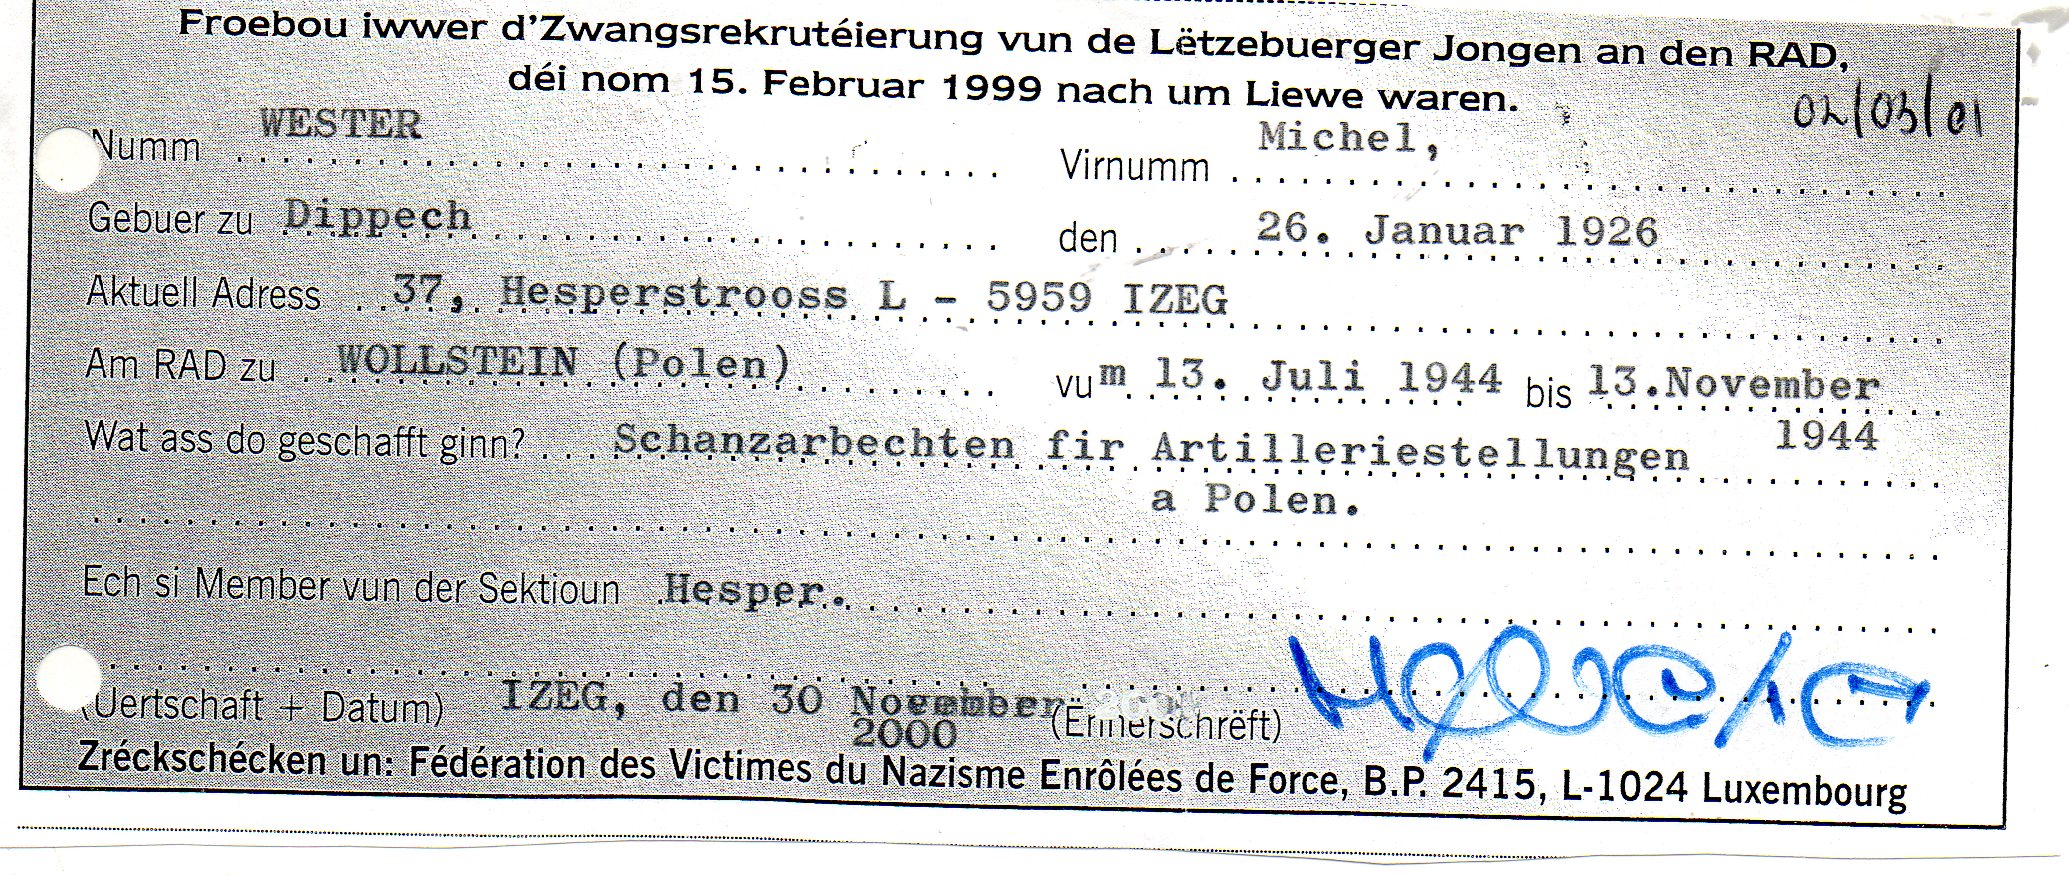 Froebou iwwer d'Zwangsrekrutéierung vun de Lëtzebuerger Jongen an den RAD,
déi nom 15. Februar 1999 nach um Liewe waren.
02/03/01
Numm WESTER Virnumm Michel,
Gebuer zu Dippech den 26. Januar 1926
Aktuell Adress 37, Hesperstrooss L - 5959 IZEG
Am RAD zu WOLLSTEIN (Polen) vum 13. Juli 1944 bis 13.November
1944
Wat ass do geschafft ginn? Schanzarbechten fir Artilleriestellungen
a Polen.
Ech si Member vun der Sektioun Hesper.
(Uertschaft + Datum) IZEG, den 30 November (Ënnerschrëft)
2000
Zréckschécken un: Fédération des Victimes du Nazisme Enrôlées de Force, B.P. 2415, L-1024 Luxembourg